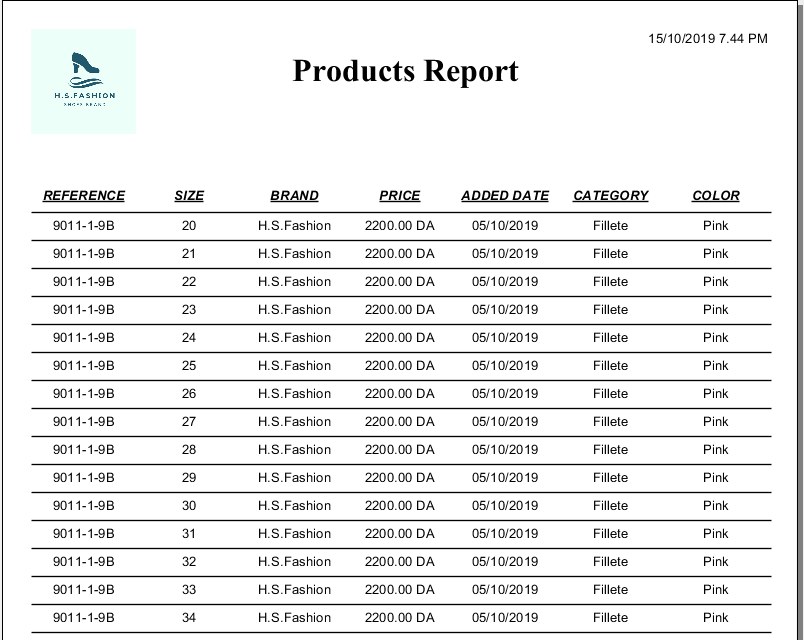 15/10/2019 7.44 PM
Products Report
H.S.FASHION
SHOES BRAND
REFERENCE SIZE BRAND PRICE ADDED DATE CATEGORY COLOR
9011-1-9B 20 H.S.Fashion 2200.00 DA 05/10/2019 Fillete Pink
9011-1-9B 21 H.S.Fashion 2200.00 DA 05/10/2019 Fillete Pink
9011-1-9B 22 H.S.Fashion 2200.00 DA 05/10/2019 Fillete Pink
9011-1-9B 23 H.S.Fashion 2200.00 DA 05/10/2019 Fillete Pink
9011-1-9B 24 H.S.Fashion 2200.00 DA 05/10/2019 Fillete Pink
9011-1-9B 25 H.S.Fashion 2200.00 DA 05/10/2019 Fillete Pink
9011-1-9B 26 H.S.Fashion 2200.00 DA 05/10/2019 Fillete Pink
9011-1-9B 27 H.S.Fashion 2200.00 DA 05/10/2019 Fillete Pink
9011-1-9B 28 H.S.Fashion 2200.00 DA 05/10/2019 Fillete Pink
9011-1-9B 29 H.S.Fashion 2200.00 DA 05/10/2019 Fillete Pink
9011-1-9B 30 H.S.Fashion 2200.00 DA 05/10/2019 Fillete Pink
9011-1-9B 31 H.S.Fashion 2200.00 DA 05/10/2019 Fillete Pink
9011-1-9B 32 H.S.Fashion 2200.00 DA 05/10/2019 Fillete Pink
9011-1-9B 33 H.S.Fashion 2200.00 DA 05/10/2019 Fillete Pink
9011-1-9B 34 H.S.Fashion 2200.00 DA 05/10/2019 Fillete Pink